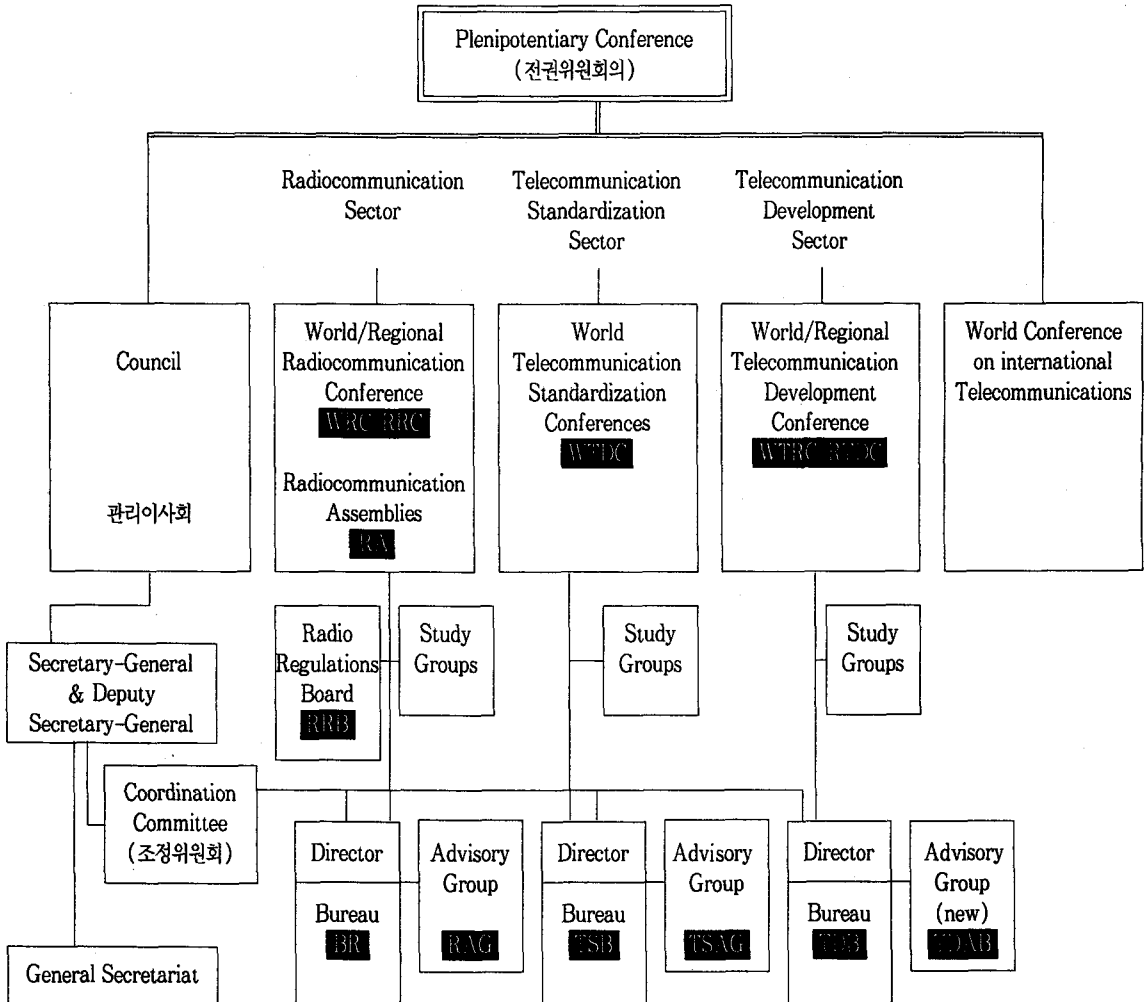 Plenipotentiary Conference
(전권위원회의)
Radiocommunication
Sector
Telecommunication
Standardization
Sector
Telecommunication
Development
Sector
Council
관리이사회
World/Regional
Radiocommunication
Conference
WRC RRC
Radiocommunication
Assemblies
RA
World
Telecommunication
Standardization
Conferences
WTDC
World/Regional
Telecommunication
Development
Conference
WTRC
World Conference
on international
Telecommunications
Secretary-General
& Deputy
Secretary-General
Radio
Regulations
Board
RRB
Study
Groups
Study
Groups
Study
Groups
Coordination
Committee
(조정위원회)
Director
Bureau
BR
Advisory
Group
RAG
Director
Bureau
TSB
Advisory
Group
TSAG
Director
Bureau
TDB
Advisory
Group
(new)
TDAB
General Secretariat